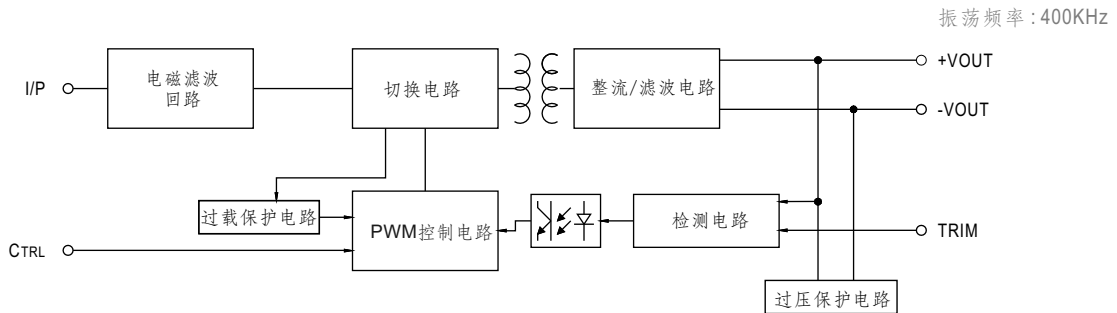 振荡频率:400KHz
I/P
电磁滤波
回路
切换电路
整流/滤波电路
+VOUT
-VOUT
过载保护电路
PWM控制电路
检测电路
TRIM
CTRL
过压保护电路